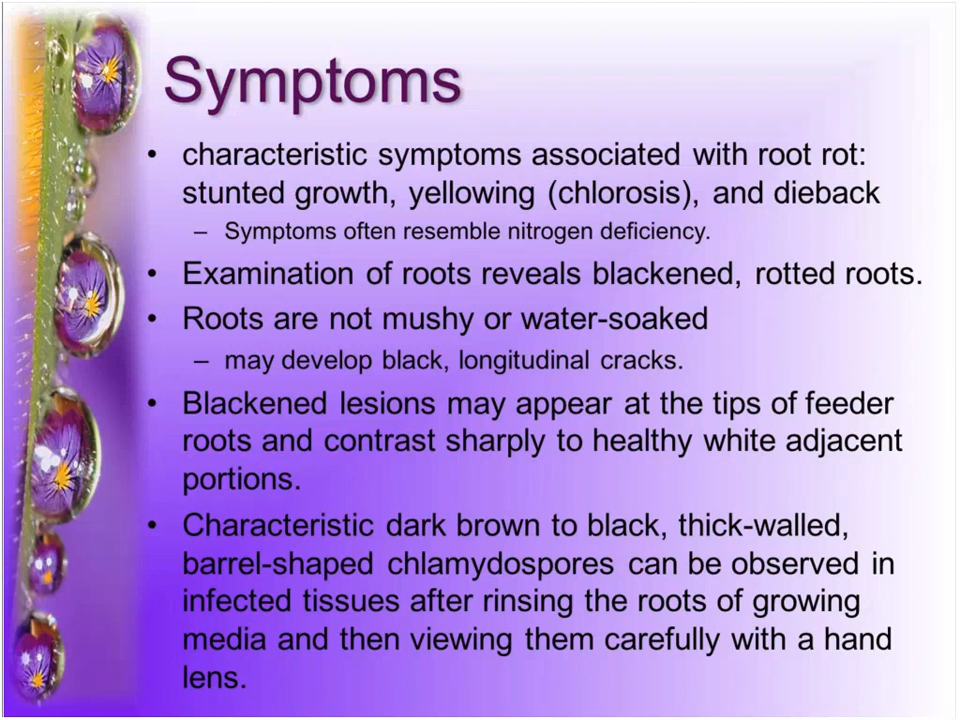 Symptoms
• characteristic symptoms associated with root rot:
stunted growth, yellowing (chlorosis), and dieback
– Symptoms often resemble nitrogen deficiency.
• Examination of roots reveals blackened, rotted roots.
• Roots are not mushy or water-soaked
– may develop black, longitudinal cracks.
• Blackened lesions may appear at the tips of feeder
roots and contrast sharply to healthy white adjacent
portions.
• Characteristic dark brown to black, thick-walled,
barrel-shaped chlamydospores can be observed in
infected tissues after rinsing the roots of growing
media and then viewing them carefully with a hand
lens.